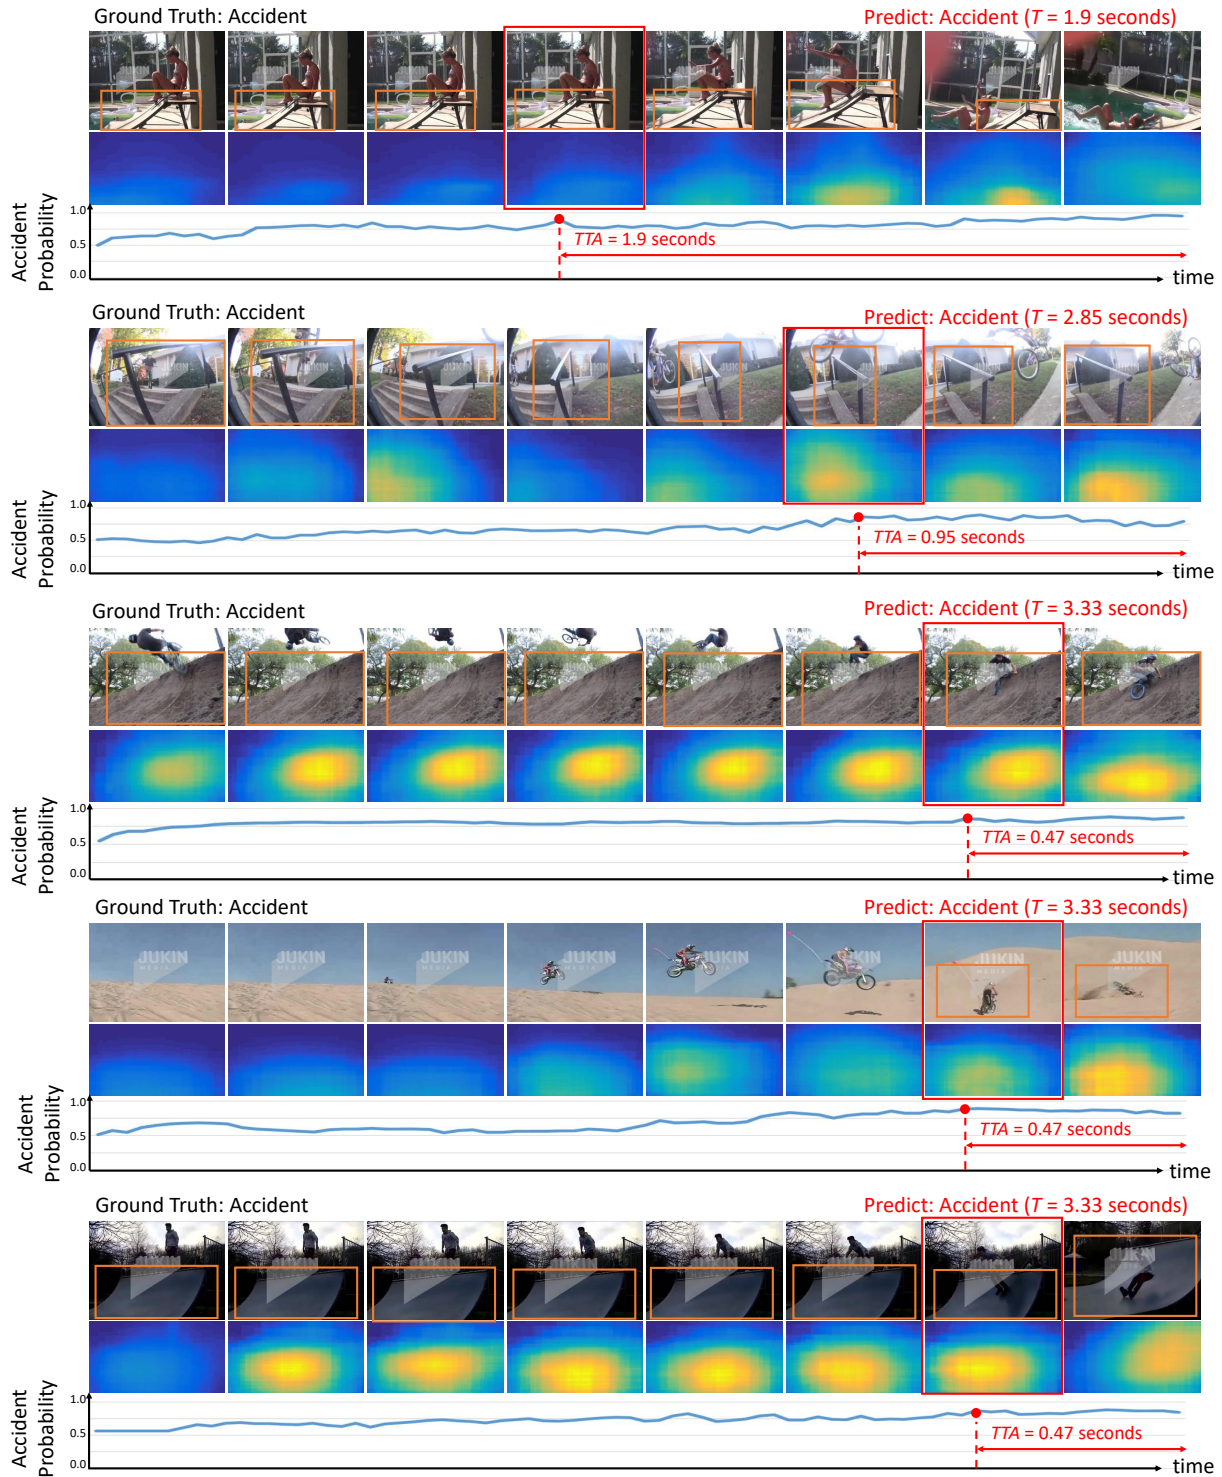 Ground Truth: Accident
Predict: Accident (T = 1.9 seconds)
JUKIN
Accident
Probability
1.0
0.5
0.0
TTA = 1.9 seconds
time
Ground Truth: Accident
Predict: Accident (T = 2.85 seconds)
JUKIN
Accident
Probability
1.0
0.5
0.0
TTA = 0.95 seconds
time
Ground Truth: Accident
Predict: Accident (T = 3.33 seconds)
JUKIN
Accident
Probability
1.0
0.5
0.0
TTA = 0.47 seconds
time
Ground Truth: Accident
Predict: Accident (T = 3.33 seconds)
JUKIN
MEDIA
Accident
Probability
1.0
0.5
0.0
TTA = 0.47 seconds
time
Ground Truth: Accident
Predict: Accident (T = 3.33 seconds)
JUKIN
Accident
Probability
1.0
0.5
0.0
TTA = 0.47 seconds
time